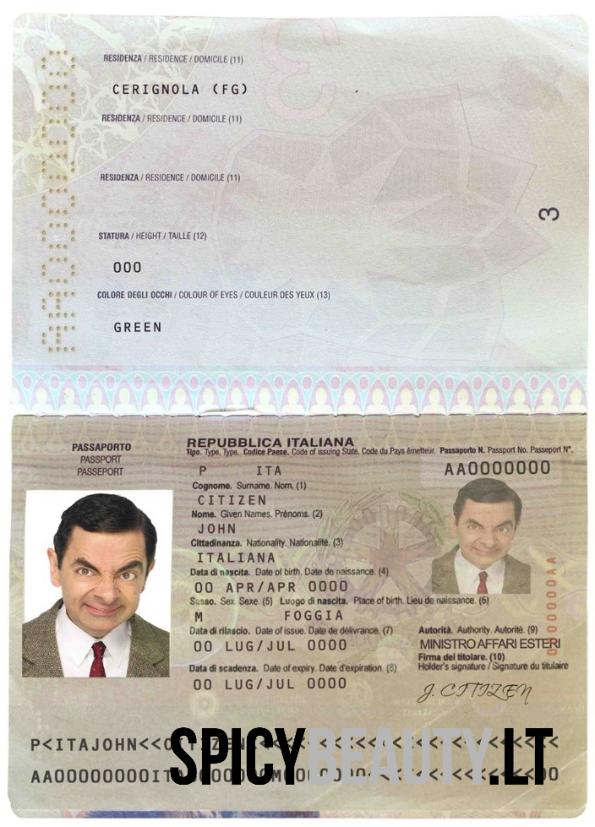 RESIDENZA / RESIDENCE / DOMICILE (11)
CERIGNOLA (FG)
RESIDENZA / RESIDENCE / DOMICILE (11)
RESIDENZA / RESIDENCE / DOMICILE (11)
3
STATURA / HEIGHT / TAILLE (12)
000
COLORE DEGLI OCCHI / COLOUR OF EYES / COULEUR DES YEUX (13)
GREEN
PASSAPORTO
PASSPORT
PASSEPORT
REPUBBLICA ITALIANA
Tipo. Type. Type. Codice Paese. Code of issuing State. Code du Pays émetteur. Passaporto N. Passport No. Passeport N°.
P ITA AA0000000
Cognome. Surname. Nom. (1)
CITIZEN
Nome. Given Names. Prénoms. (2)
JOHN
Cittadinanza. Nationality. Nationalité. (3)
ITALIANA
Data di nascita. Date of birth. Date de naissance. (4)
00 APR/APR 0000
Sesso. Sex. Sexe. (5) Luogo di nascita. Place of birth. Lieu de naissance. (6)
M FOGGIA
Data di rilascio. Date of issue. Date de délivrance. (7)
00 LUG/JUL 0000
Autorità. Authority. Autorité. (9)
MINISTRO AFFARI ESTERI
Data di scadenza. Date of expiry. Date d'expiration. (8)
00 LUG/JUL 0000
Firma del titolare. (10)
Holder's signature / Signature du titulaire
J. CITIZEN
P<ITAJOHN<<
AA00000000ITA
SPICYBEAUTY.LT